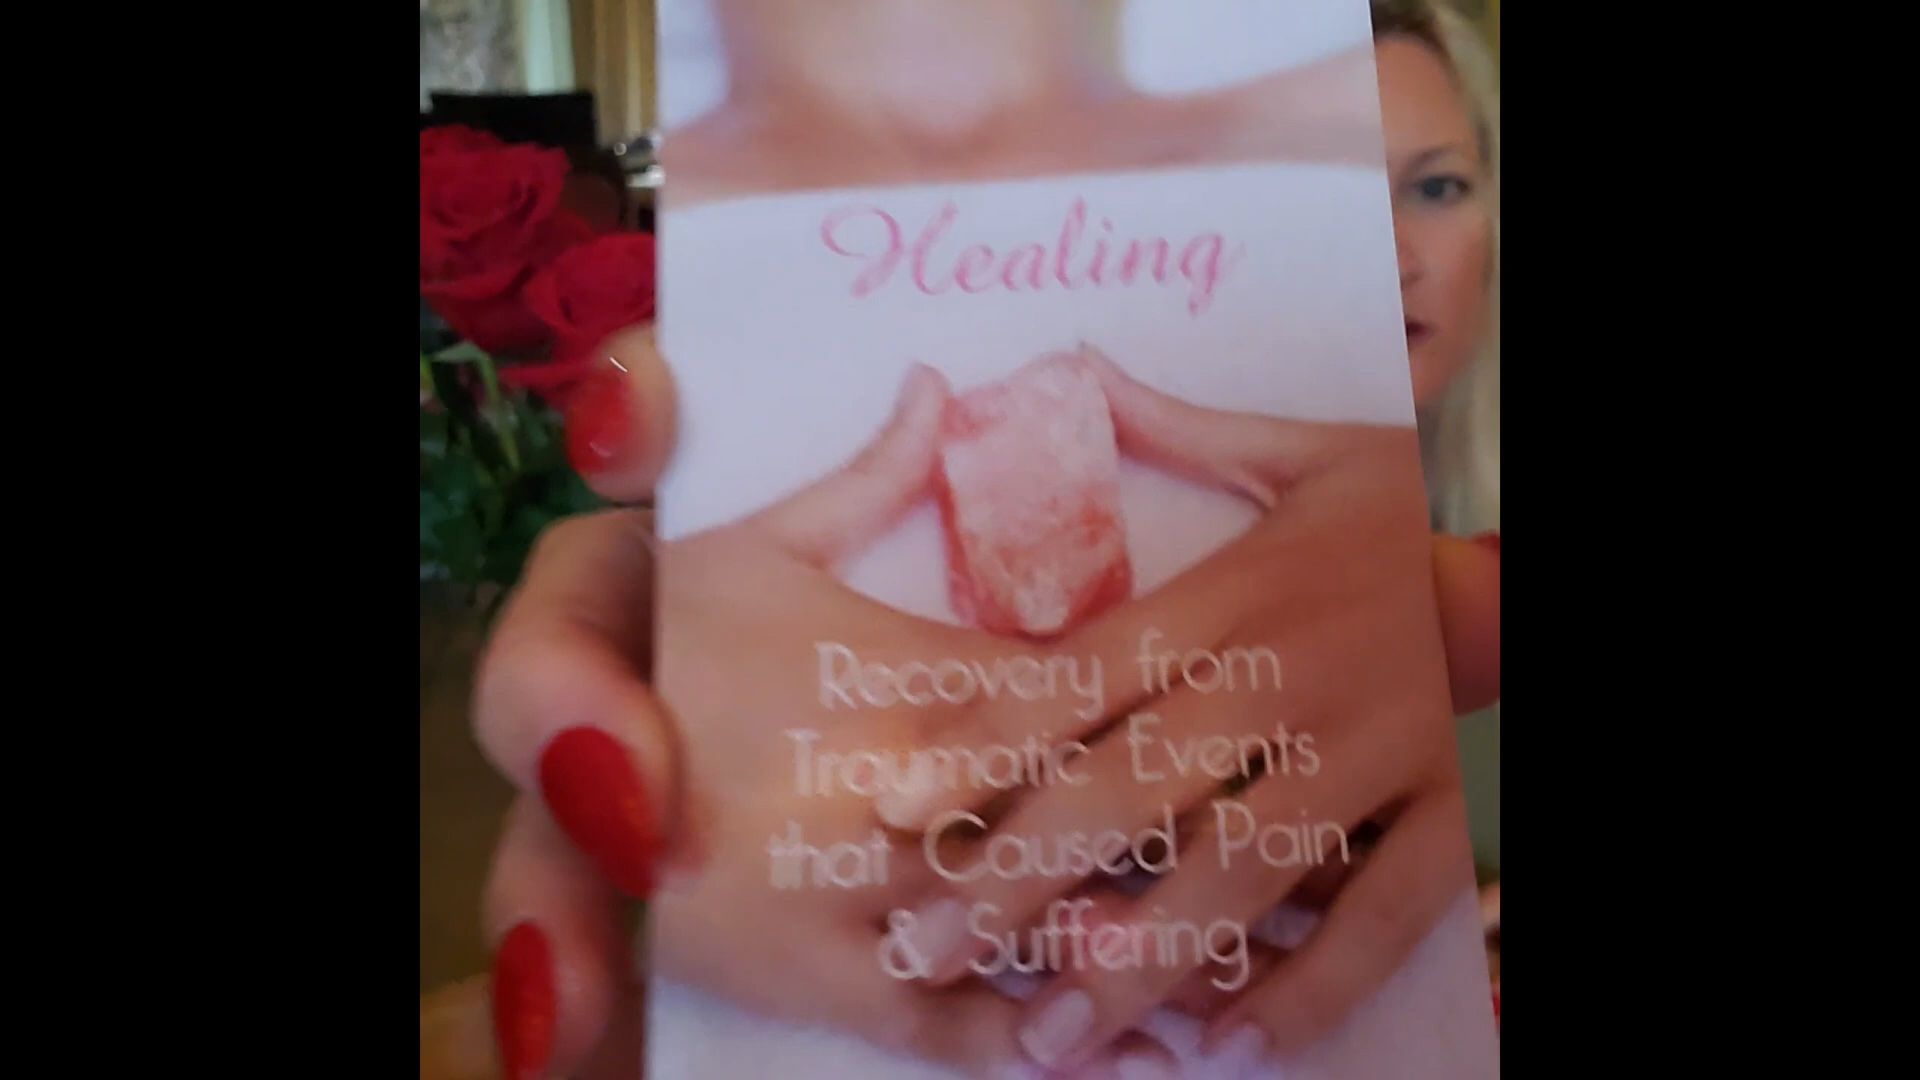 Healing
Recovery from
Traumatic Events
that Caused Pain
& Suffering